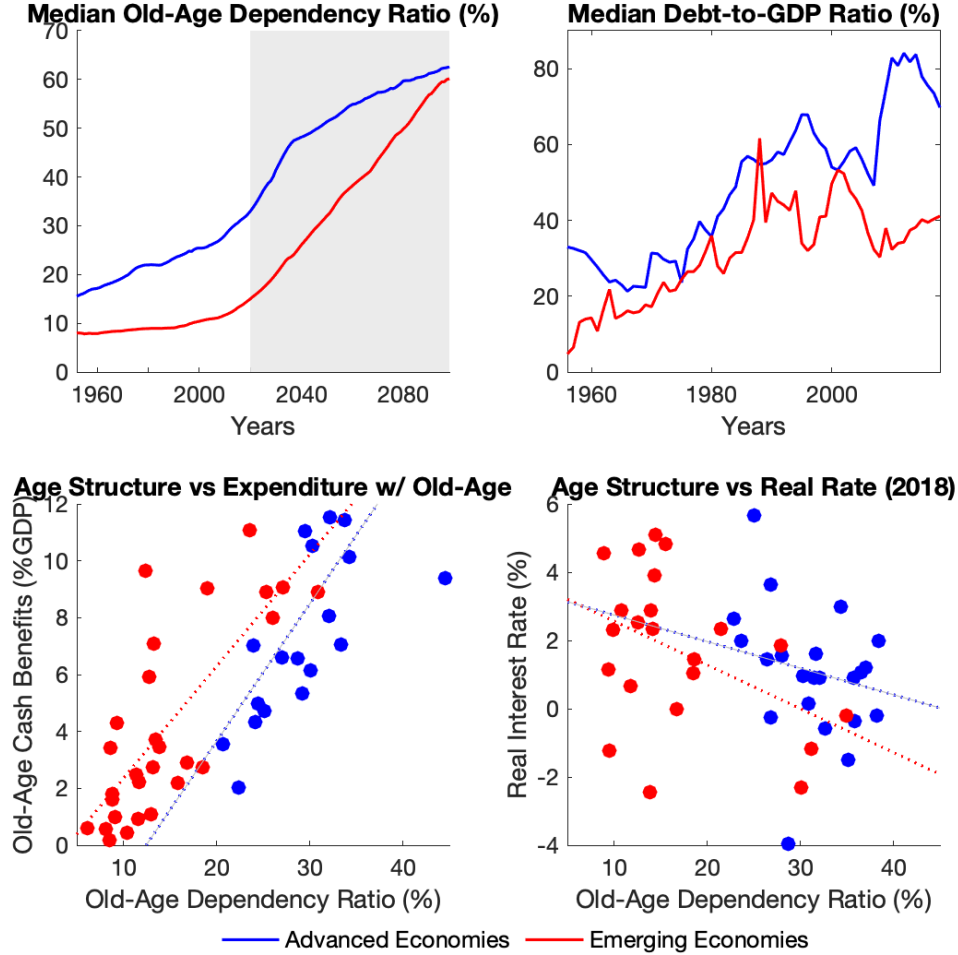 Median Old-Age Dependency Ratio (%)
70
60
50
40
30
20
10
0
1960 2000 2040 2080
Years
Median Debt-to-GDP Ratio (%)
80
60
40
20
0
1960 1980 2000
Years
Age Structure vs Expenditure w/ Old-Age
Old-Age Cash Benefits (%GDP)
12
10
8
6
4
2
0
10 20 30 40
Old-Age Dependency Ratio (%)
Age Structure vs Real Rate (2018)
Real Interest Rate (%)
6
4
2
0
-2
-4
10 20 30 40
Old-Age Dependency Ratio (%)
Advanced Economies Emerging Economies